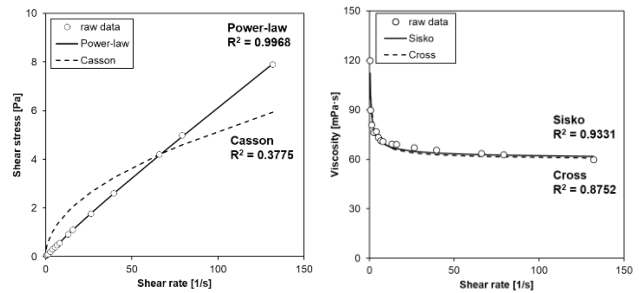 10
8
6
4
2
0
Shear stress [Pa]
raw data
Power-law
Casson
Power-law
R² = 0.9968
Casson
R² = 0.3775
0
50
100
150
Shear rate [1/s]
150
120
90
60
30
0
Viscosity [mPa·s]
raw data
Sisko
Cross
Sisko
R² = 0.9331
Cross
R² = 0.8752
0
50
100
150
Shear rate [1/s]